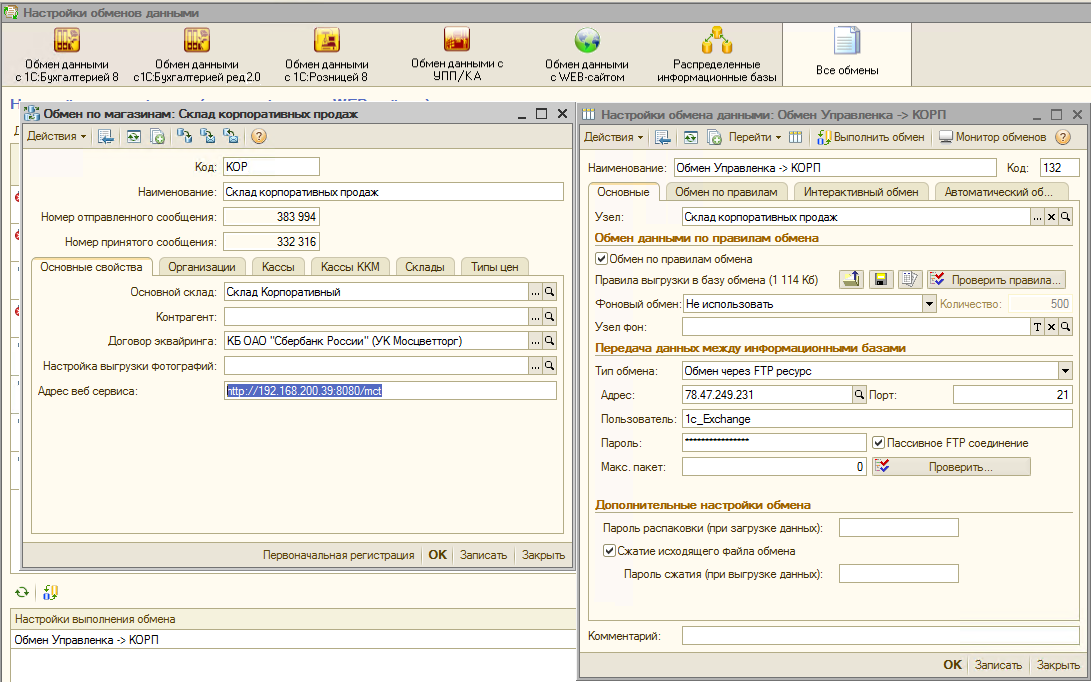 Настройки обменов данными
Обмен данными
с 1С:Бухгалтерией 8
Обмен данными
с 1С:Бухгалтерией ред2.0
Обмен данными
с 1С:Розницей 8
Обмен данными с
УПП/КА
Обмен данными
с WEB-сайтом
Распределенные
информационные базы
Все обмены
Обмен по магазинам: Склад корпоративных продаж
Действия
Код: КОР
Наименование: Склад корпоративных продаж
Номер отправленного сообщения: 383 994
Номер принятого сообщения: 332 316
Основные свойства Организации Кассы Кассы ККМ Склады Типы цен
Основной склад: Склад Корпоративный
Контрагент:
Договор эквайринга: КБ ОАО "Сбербанк России" (УК Мосцветторг)
Настройка выгрузки фотографий:
Адрес веб сервиса: http://192.168.200.39:8080/mct
Первоначальная регистрация OK Записать Закрыть
Настройки выполнения обмена
Обмен Управленка -> КОРП
Настройки обмена данными: Обмен Управленка -> КОРП
Действия Перейти Выполнить обмен Монитор обменов
Наименование: Обмен Управленка -> КОРП Код: 132
Основные Обмен по правилам Интерактивный обмен Автоматический об...
Узел: Склад корпоративных продаж
Обмен данными по правилам обмена
Обмен по правилам обмена
Правила выгрузки в базу обмена (1 114 Кб) Проверить правила...
Фоновый обмен: Не использовать Количество: 500
Узел фон: T
Передача данных между информационными базами
Тип обмена: Обмен через FTP ресурс
Адрес: 78.47.249.231 Порт: 21
Пользователь: 1c_Exchange
Пароль: ****************
Пассивное FTP соединение
Макс. пакет: 0 Проверить...
Дополнительные настройки обмена
Пароль распаковки (при загрузке данных):
Сжатие исходящего файла обмена
Пароль сжатия (при выгрузке данных):
Комментарий:
OK Записать Закрыть